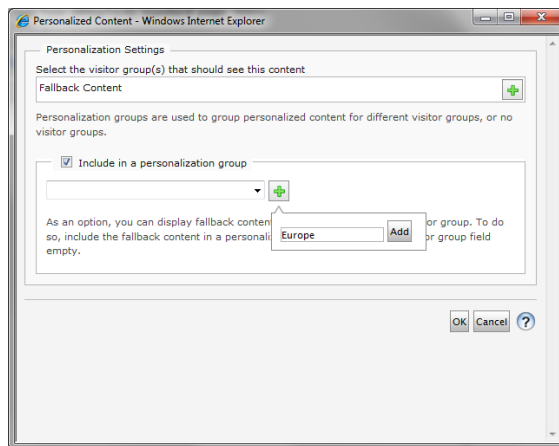 Personalized Content - Windows Internet Explorer
Personalization Settings
Select the visitor group(s) that should see this content
Fallback Content
Personalization groups are used to group personalized content for different visitor groups, or no
visitor groups.
Include in a personalization group
As an option, you can display fallback conten
or group. To do
so, include the fallback content in a personali
or group field
empty.
Europe
Add
OK
Cancel
?